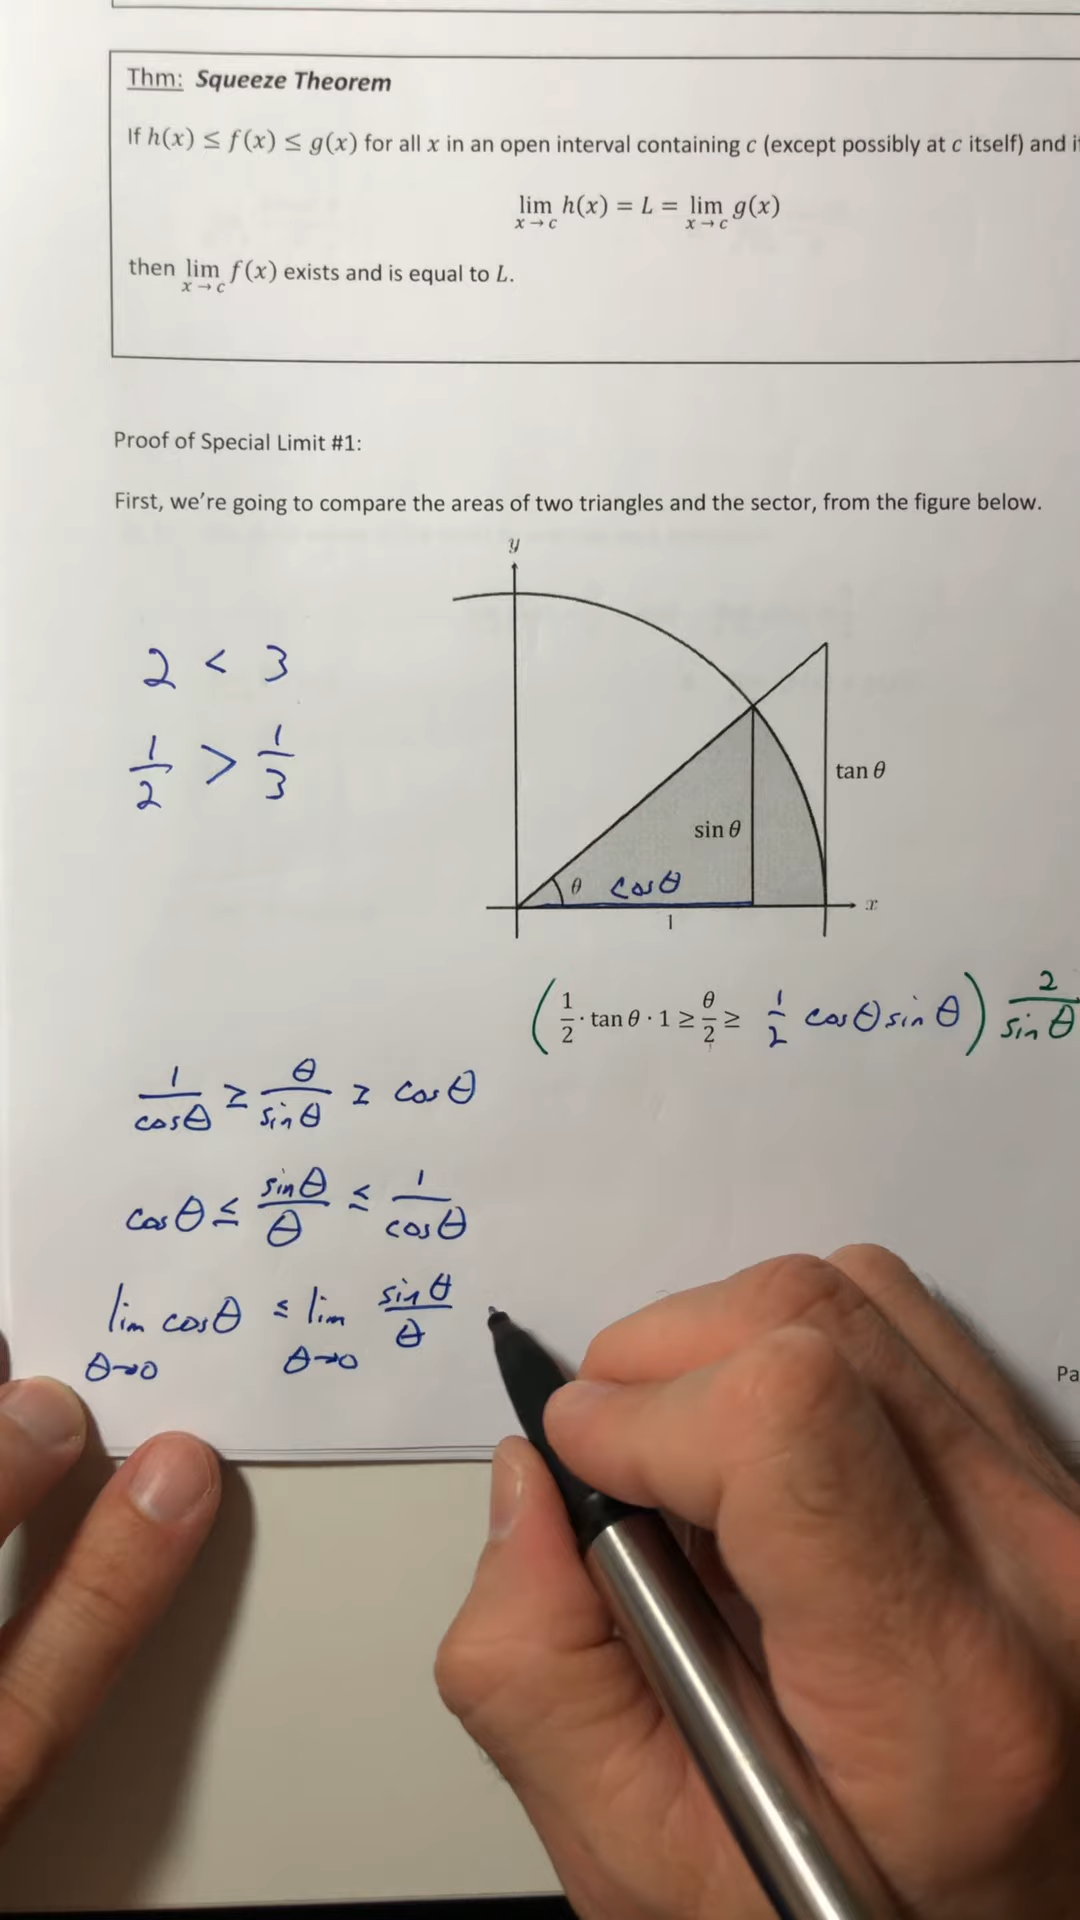 Thm: Squeeze Theorem
If h(x) ≤ f(x) ≤ g(x) for all x in an open interval containing c (except possibly at c itself) and
lim h(x) = L = lim g(x)
x→c x→c
then lim f(x) exists and is equal to L.
x→c
Proof of Special Limit #1:
First, we're going to compare the areas of two triangles and the sector, from the figure below.
y
2 < 3
1/2 > 1/3
tan θ
sin θ
θ cos θ
x
1
(1/2 · tan θ · 1 ≥ θ/2 ≥ 1/2 cos θ sin θ) 2/sin θ
1/cos θ ≥ θ/sin θ ≥ cos θ
cos θ ≤ sin θ/θ ≤ 1/cos θ
lim cos θ ≤ lim sin θ/θ
θ→0 θ→0
Pa